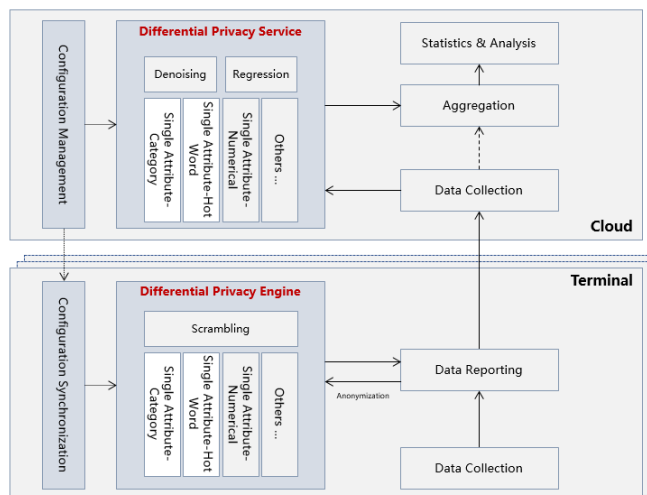 Configuration Management
Differential Privacy Service
Denoising
Regression
Single Attribute-
Category
Single Attribute-Hot
Word
Single Attribute-
Numerical
Others ...
Statistics & Analysis
Aggregation
Data Collection
Cloud
Terminal
Configuration Synchronization
Differential Privacy Engine
Scrambling
Single Attribute-
Category
Single Attribute-Hot
Word
Single Attribute-
Numerical
Others ...
Data Reporting
Anonymization
Data Collection